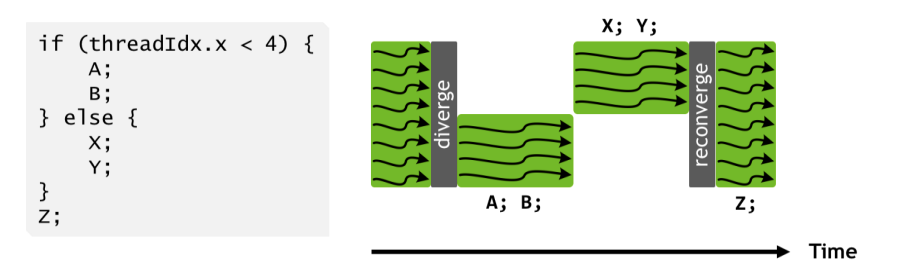 if (threadIdx.x < 4) {
    A;
    B;
} else {
    X;
    Y;
}
Z;
diverge
A; B;
X; Y;
reconverge
Z;
Time